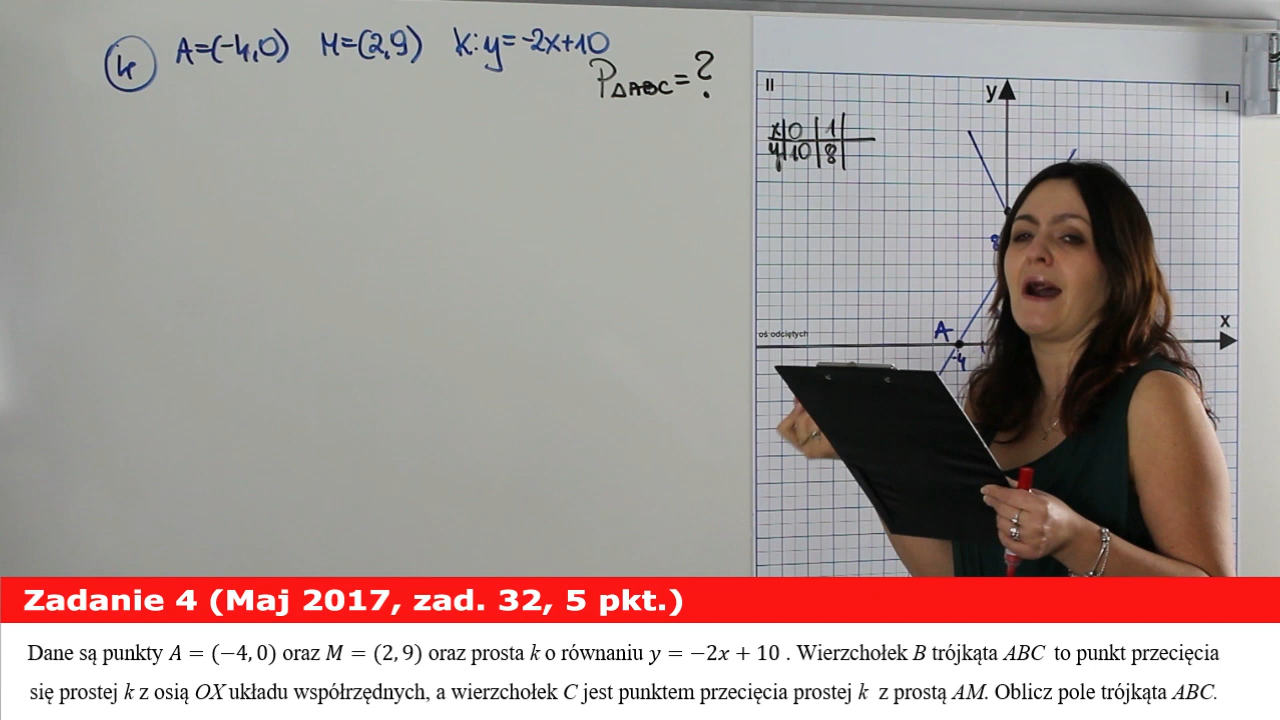 4 A=(-4,0) M=(2,9) k: y=-2x+10
P△ABC = ?
II
y
I
x | 0 | 1 |
y | 10 | 8 |
8
x
oś odciętych
A
-4
Zadanie 4 (Maj 2017, zad. 32, 5 pkt.)
Dane są punkty A = (−4, 0) oraz M = (2, 9) oraz prosta k o równaniu y = −2x + 10 . Wierzchołek B trójkąta ABC to punkt przecięcia
się prostej k z osią OX układu współrzędnych, a wierzchołek C jest punktem przecięcia prostej k z prostą AM. Oblicz pole trójkąta ABC.